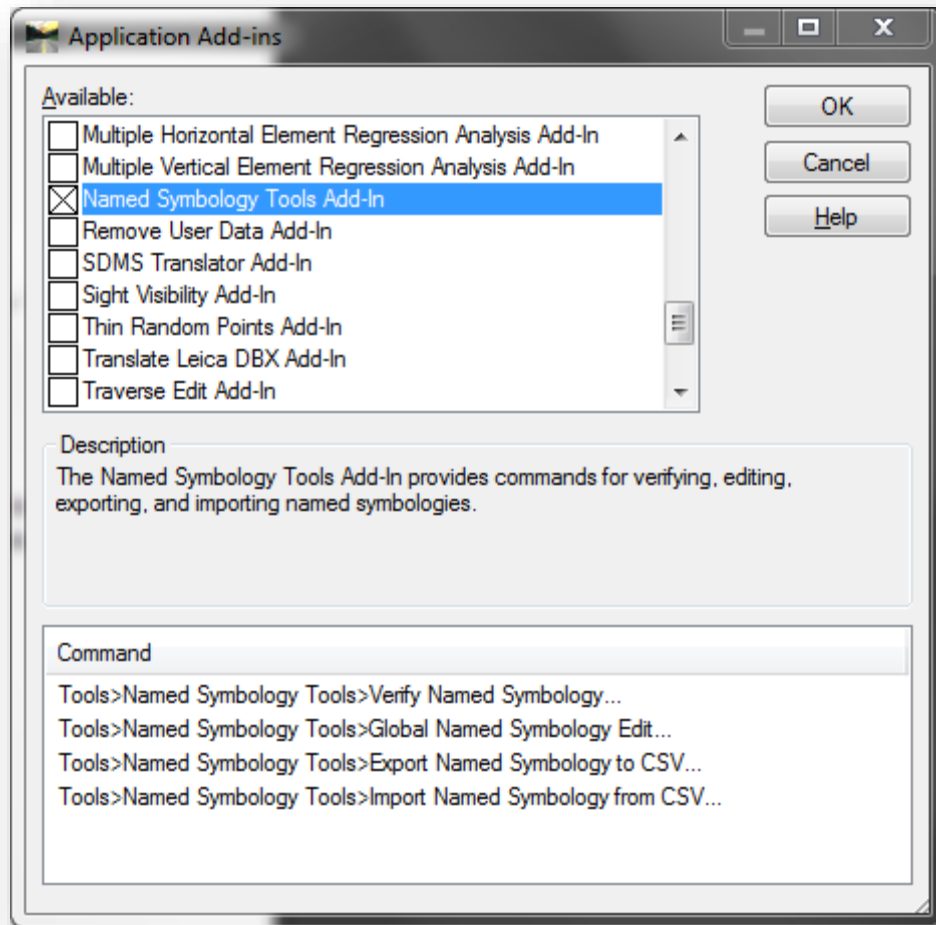 Application Add-ins
Available:
Multiple Horizontal Element Regression Analysis Add-In
Multiple Vertical Element Regression Analysis Add-In
Named Symbology Tools Add-In
Remove User Data Add-In
SDMS Translator Add-In
Sight Visibility Add-In
Thin Random Points Add-In
Translate Leica DBX Add-In
Traverse Edit Add-In
OK
Cancel
Help
Description
The Named Symbology Tools Add-In provides commands for verifying, editing,
exporting, and importing named symbologies.
Command
Tools>Named Symbology Tools>Verify Named Symbology...
Tools>Named Symbology Tools>Global Named Symbology Edit...
Tools>Named Symbology Tools>Export Named Symbology to CSV...
Tools>Named Symbology Tools>Import Named Symbology from CSV...